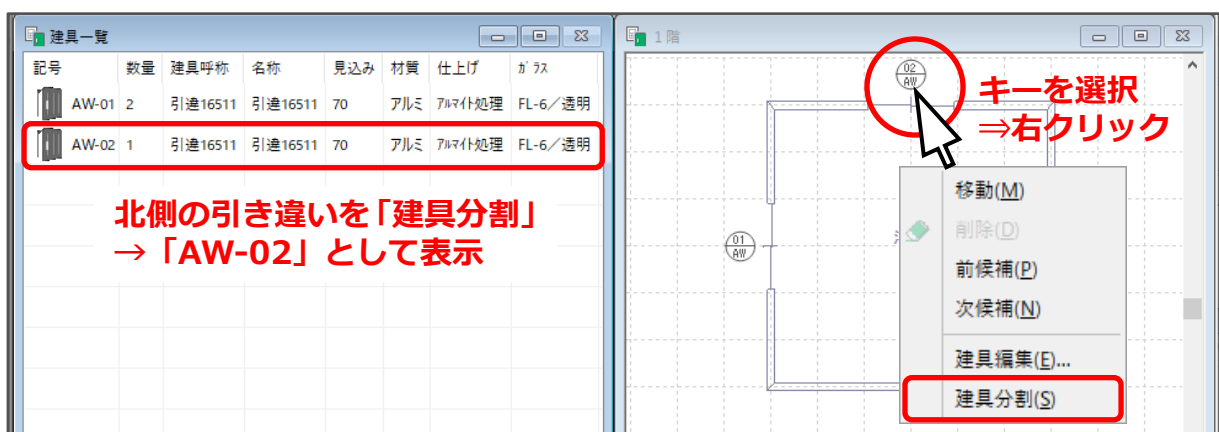 建具一覧
記号 数量 建具呼称 名称 見込み 材質 仕上げ ガラス
AW-01 2 引違16511 引違16511 70 アルミ アルマイト処理 FL-6/透明
AW-02 1 引違16511 引違16511 70 アルミ アルマイト処理 FL-6/透明
北側の引き違いを「建具分割」
→「AW-02」として表示
1階
02
AW
キーを選択
⇒右クリック
01
AW
移動(M)
削除(D)
前候補(P)
次候補(N)
建具編集(E)...
建具分割(S)